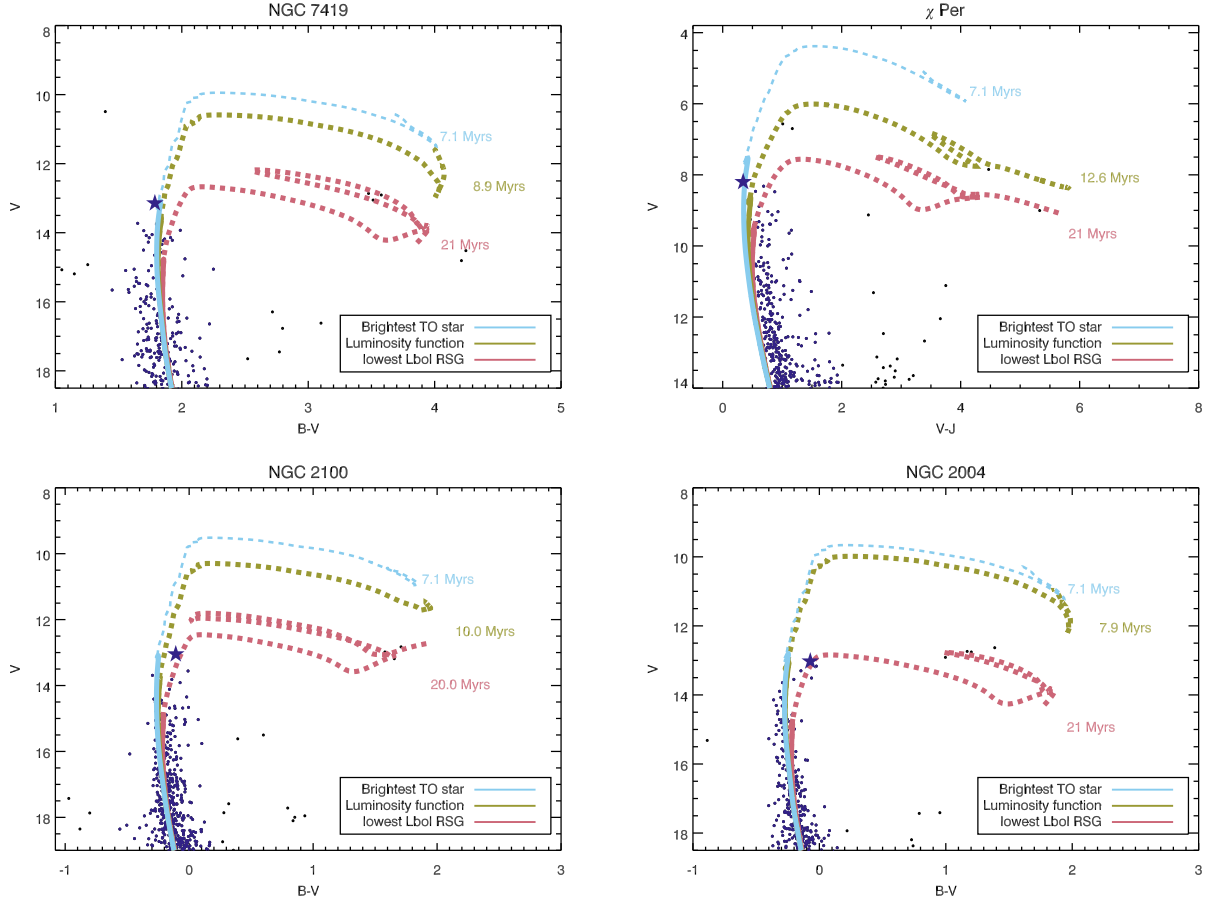 NGC 7419
8
10
12
14
16
18
V
7.1 Myrs
8.9 Myrs
21 Myrs
Brightest TO star
Luminosity function
lowest Lbol RSG
1
2
3
4
5
B-V
χ Per
4
6
8
10
12
14
V
7.1 Myrs
12.6 Myrs
21 Myrs
Brightest TO star
Luminosity function
lowest Lbol RSG
0
2
4
6
8
V-J
NGC 2100
8
10
12
14
16
18
V
7.1 Myrs
10.0 Myrs
20.0 Myrs
Brightest TO star
Luminosity function
lowest Lbol RSG
-1
0
1
2
3
B-V
NGC 2004
8
10
12
14
16
18
V
7.1 Myrs
7.9 Myrs
21 Myrs
Brightest TO star
Luminosity function
lowest Lbol RSG
-1
0
1
2
3
B-V